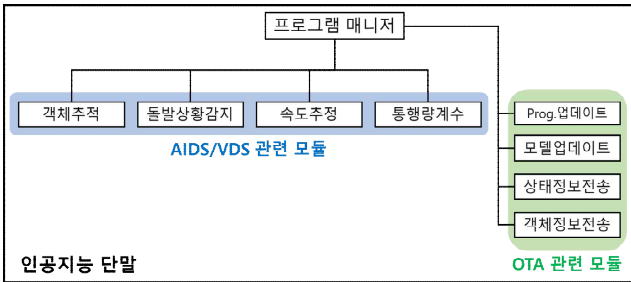 프로그램 매니저
객체추적
돌발상황감지
속도추정
통행량계수
AIDS/VDS 관련 모듈
Prog.업데이트
모델업데이트
상태정보전송
객체정보전송
OTA 관련 모듈
인공지능 단말